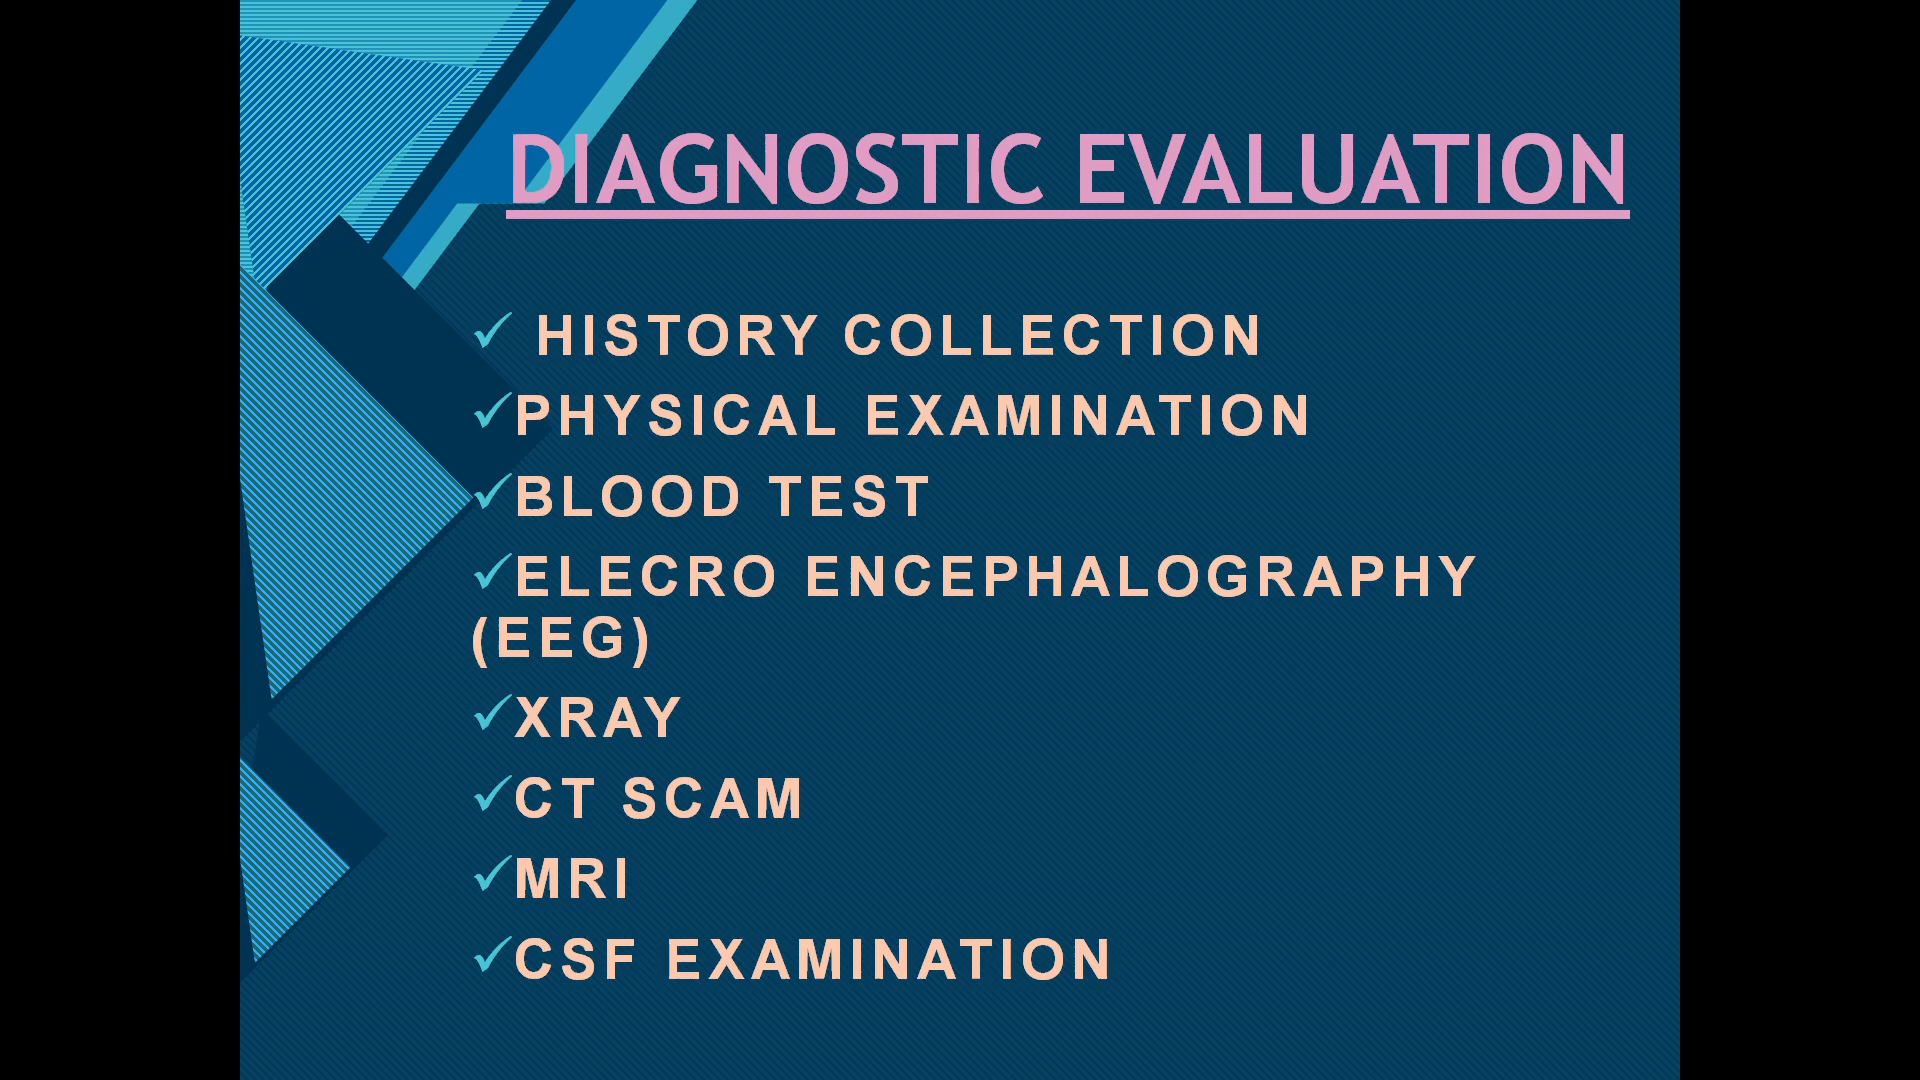 DIAGNOSTIC EVALUATION
✓ HISTORY COLLECTION
✓PHYSICAL EXAMINATION
✓BLOOD TEST
✓ELECRO ENCEPHALOGRAPHY
(EEG)
✓XRAY
✓CT SCAM
✓MRI
✓CSF EXAMINATION